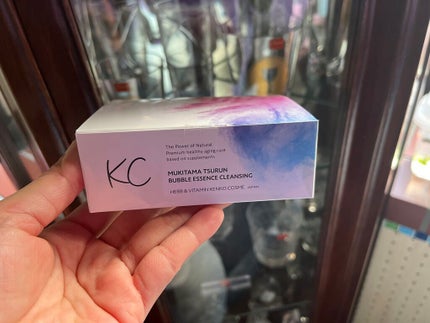 KC
The Power of Natural
Premium healthy aging care
based on supplements
MUKITAMA TSURUN
BUBBLE ESSENCE CLEANSING
HERB & VITAMIN KENKO COSME